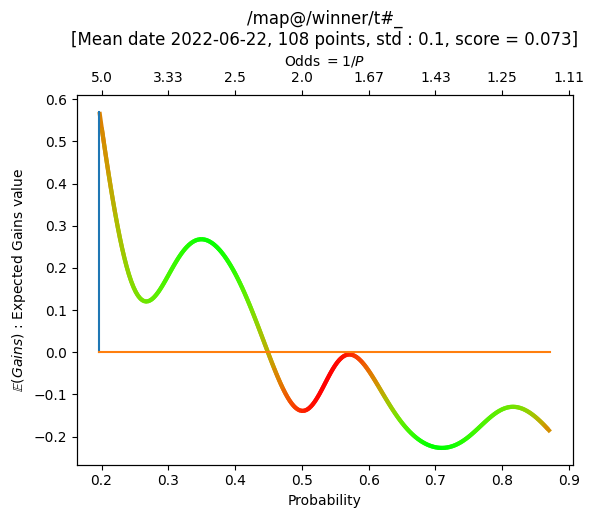 /map@/winner/t#_
[Mean date 2022-06-22, 108 points, std : 0.1, score = 0.073]
Odds = 1/P
5.0 3.33 2.5 2.0 1.67 1.43 1.25 1.11
0.6
0.5
0.4
0.3
0.2
0.1
0.0
−0.1
−0.2
𝔼(Gains) : Expected Gains value
0.2 0.3 0.4 0.5 0.6 0.7 0.8 0.9
Probability